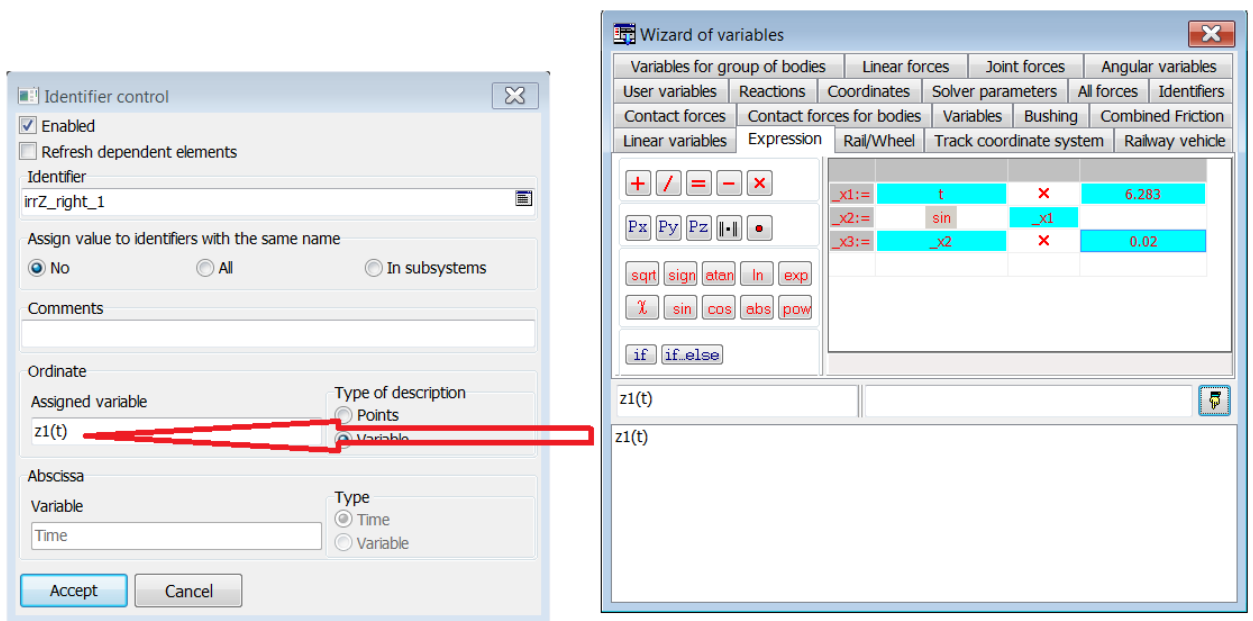 Identifier control
Enabled
Refresh dependent elements
Identifier
irrZ_right_1
Assign value to identifiers with the same name
No All In subsystems
Comments
Ordinate
Assigned variable
z1(t)
Type of description
Points
Variable
Abscissa
Variable
Time
Type
Time
Variable
Accept Cancel
Wizard of variables
Variables for group of bodies Linear forces Joint forces Angular variables
User variables Reactions Coordinates Solver parameters All forces Identifiers
Contact forces Contact forces for bodies Variables Bushing Combined Friction
Linear variables Expression Rail/Wheel Track coordinate system Railway vehicle
+ / = − ×
Px Py Pz
sqrt sign atan ln exp
sin cos abs pow
if if_else
_x1:= t × 6.283
_x2:= sin _x1
_x3:= _x2 × 0.02
z1(t)
z1(t)